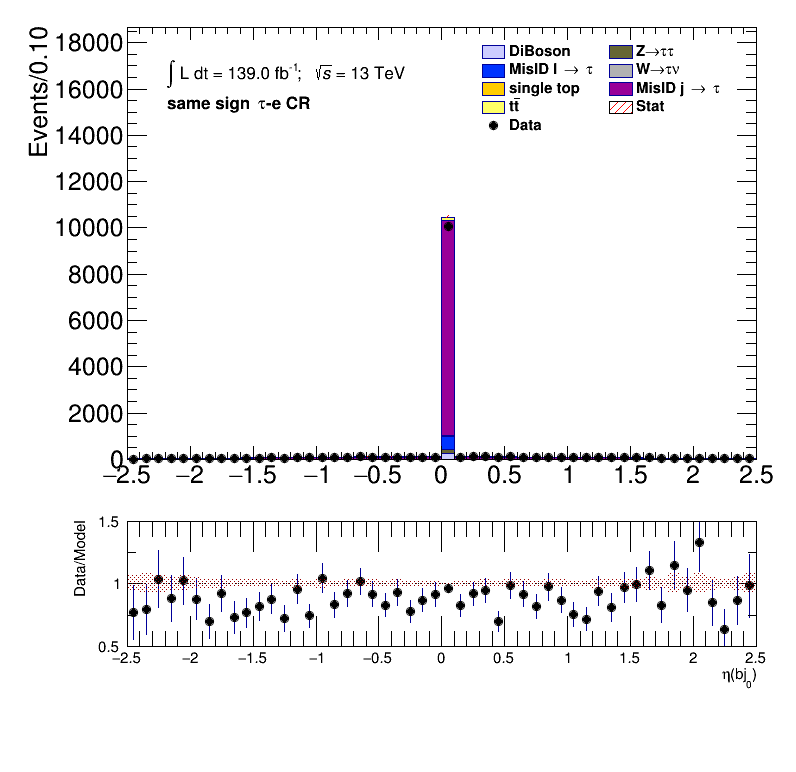 Events/0.10
18000
16000
14000
12000
10000
8000
6000
4000
2000
0
∫ L dt = 139.0 fb⁻¹; √s = 13 TeV
same sign τ-e CR
DiBoson
MisID l → τ
single top
tt̄
Data
Z→ττ
W→τν
MisID j → τ
Stat
−2.5 −2 −1.5 −1 −0.5 0 0.5 1 1.5 2 2.5
Data/Model
1.5
1
0.5
−2.5 −2 −1.5 −1 −0.5 0 0.5 1 1.5 2 2.5
η(bj₀)